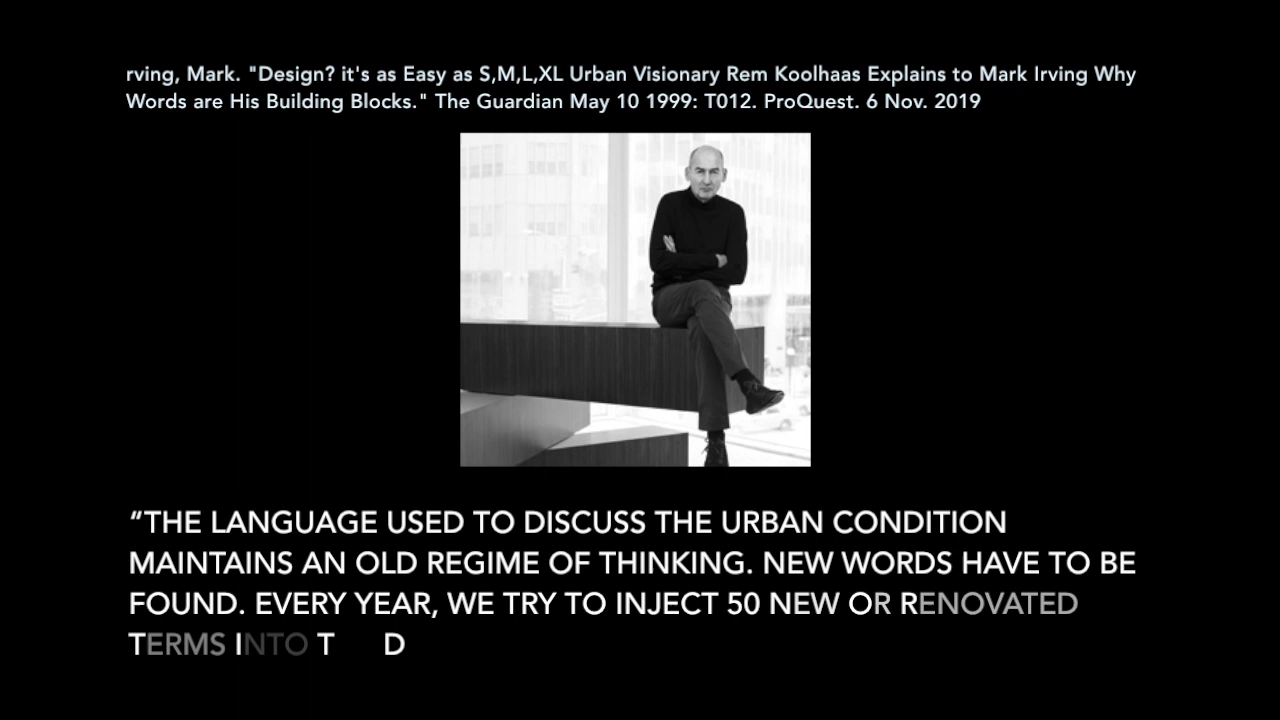 rving, Mark. "Design? it's as Easy as S,M,L,XL Urban Visionary Rem Koolhaas Explains to Mark Irving Why
Words are His Building Blocks." The Guardian May 10 1999: T012. ProQuest. 6 Nov. 2019
“THE LANGUAGE USED TO DISCUSS THE URBAN CONDITION
MAINTAINS AN OLD REGIME OF THINKING. NEW WORDS HAVE TO BE
FOUND. EVERY YEAR, WE TRY TO INJECT 50 NEW OR RENOVATED
TERMS INTO T D